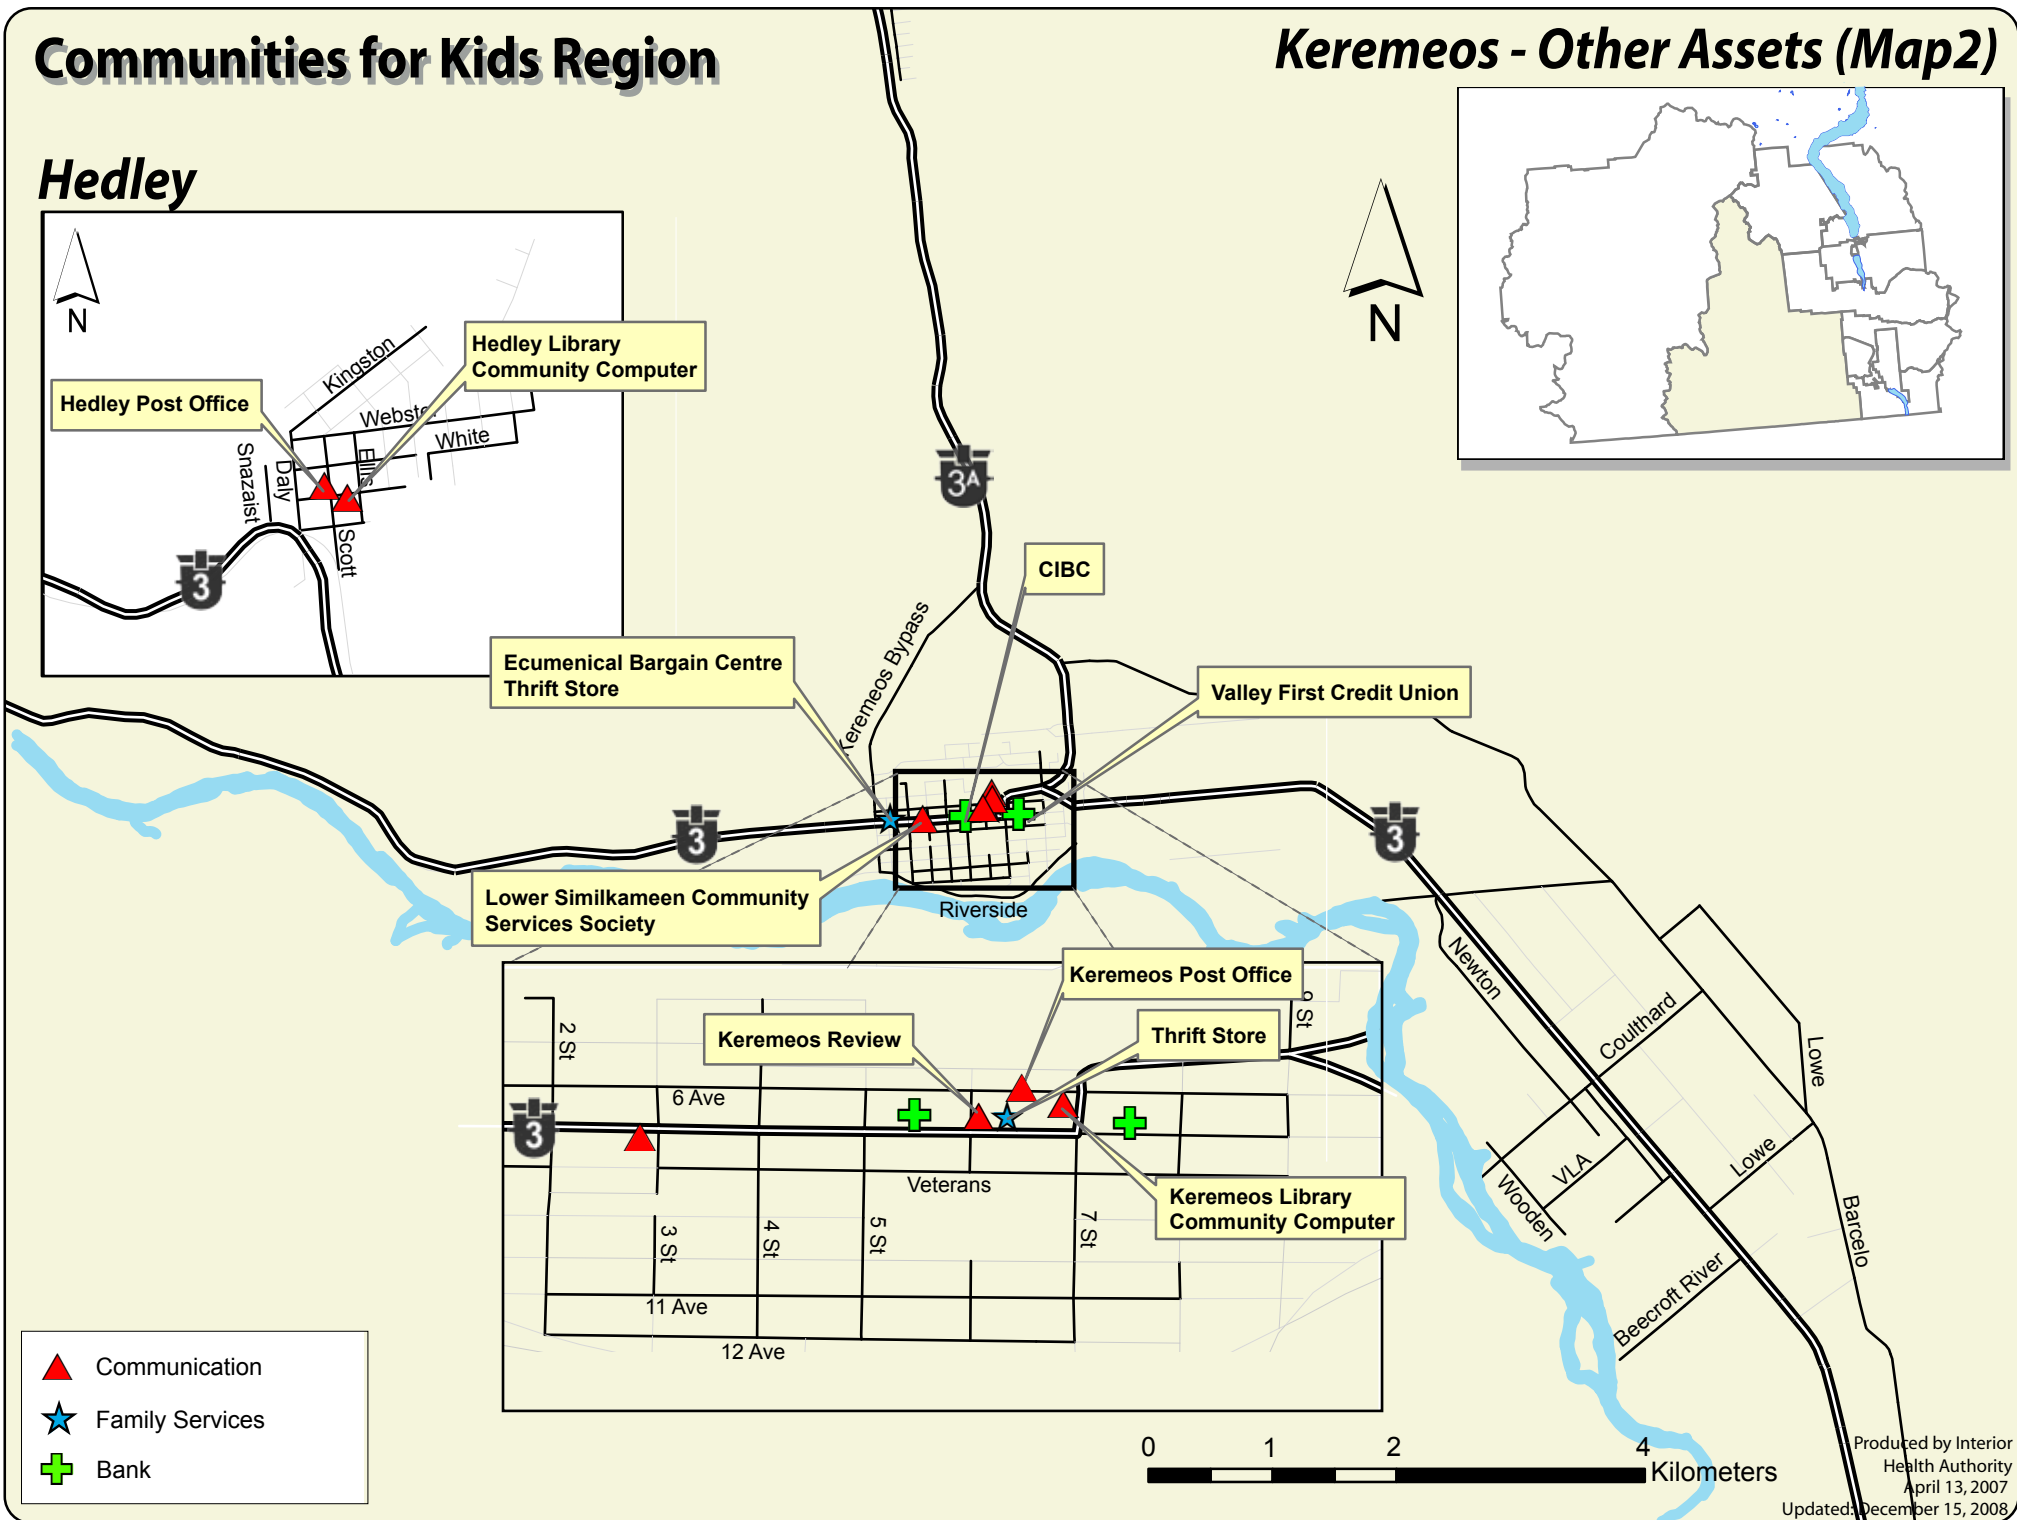 Communities for Kids Region
Keremeos - Other Assets (Map2)
Hedley
N
Kingston
Hedley Library
Community Computer
Hedley Post Office
Webster
White
Snazaist
Daly
Ellis
Scott
3
N
3A
CIBC
Keremeos Bypass
Ecumenical Bargain Centre
Thrift Store
Valley First Credit Union
3
3
Lower Similkameen Community
Services Society
Riverside
Keremeos Post Office
Keremeos Review
Thrift Store
2 St
9 St
6 Ave
3
Veterans
Keremeos Library
Community Computer
3 St
4 St
5 St
7 St
11 Ave
12 Ave
Newton
Coulthard
Lowe
VLA
Wooden
Lowe
Barcelo
Beecroft River
Communication
Family Services
Bank
0 1 2 4
Kilometers
Produced by Interior
Health Authority
April 13, 2007
Updated: December 15, 2008